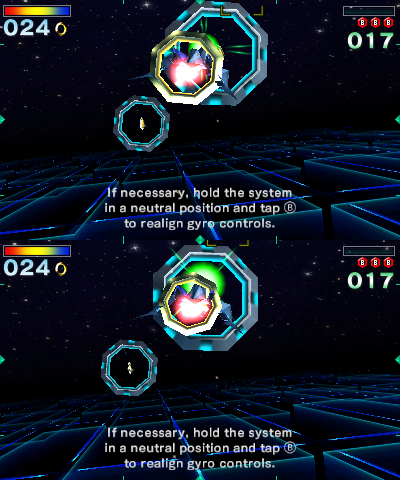 024
B B B
017
If necessary, hold the system
in a neutral position and tap Ⓑ
to realign gyro controls.
024
B B B
017
If necessary, hold the system
in a neutral position and tap Ⓑ
to realign gyro controls.